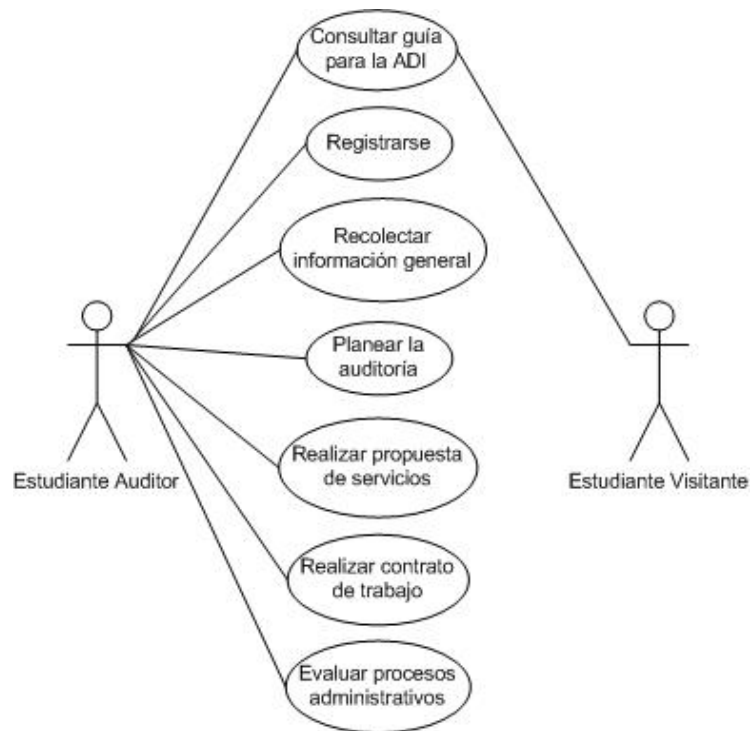 Consultar guía
para la ADI
Registrarse
Recolectar
información general
Planear la
auditoría
Estudiante Auditor
Estudiante Visitante
Realizar propuesta
de servicios
Realizar contrato
de trabajo
Evaluar procesos
administrativos